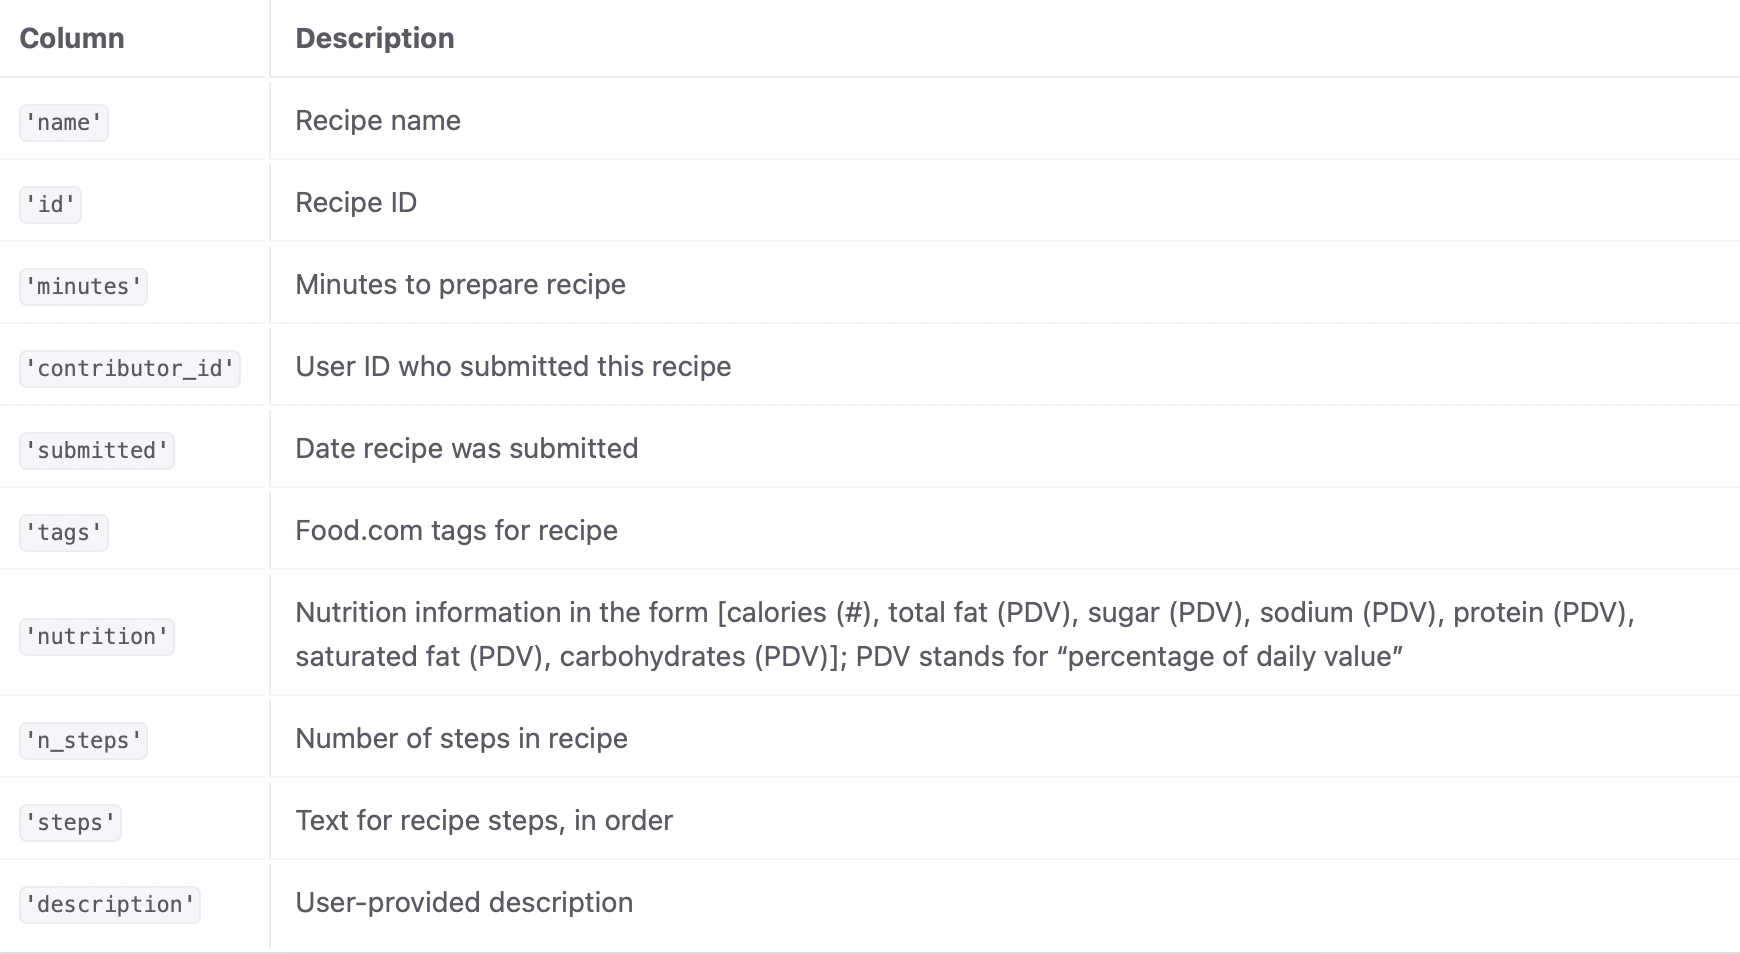 Column Description
'name' Recipe name
'id' Recipe ID
'minutes' Minutes to prepare recipe
'contributor_id' User ID who submitted this recipe
'submitted' Date recipe was submitted
'tags' Food.com tags for recipe
'nutrition' Nutrition information in the form [calories (#), total fat (PDV), sugar (PDV), sodium (PDV), protein (PDV),
saturated fat (PDV), carbohydrates (PDV)]; PDV stands for “percentage of daily value”
'n_steps' Number of steps in recipe
'steps' Text for recipe steps, in order
'description' User-provided description